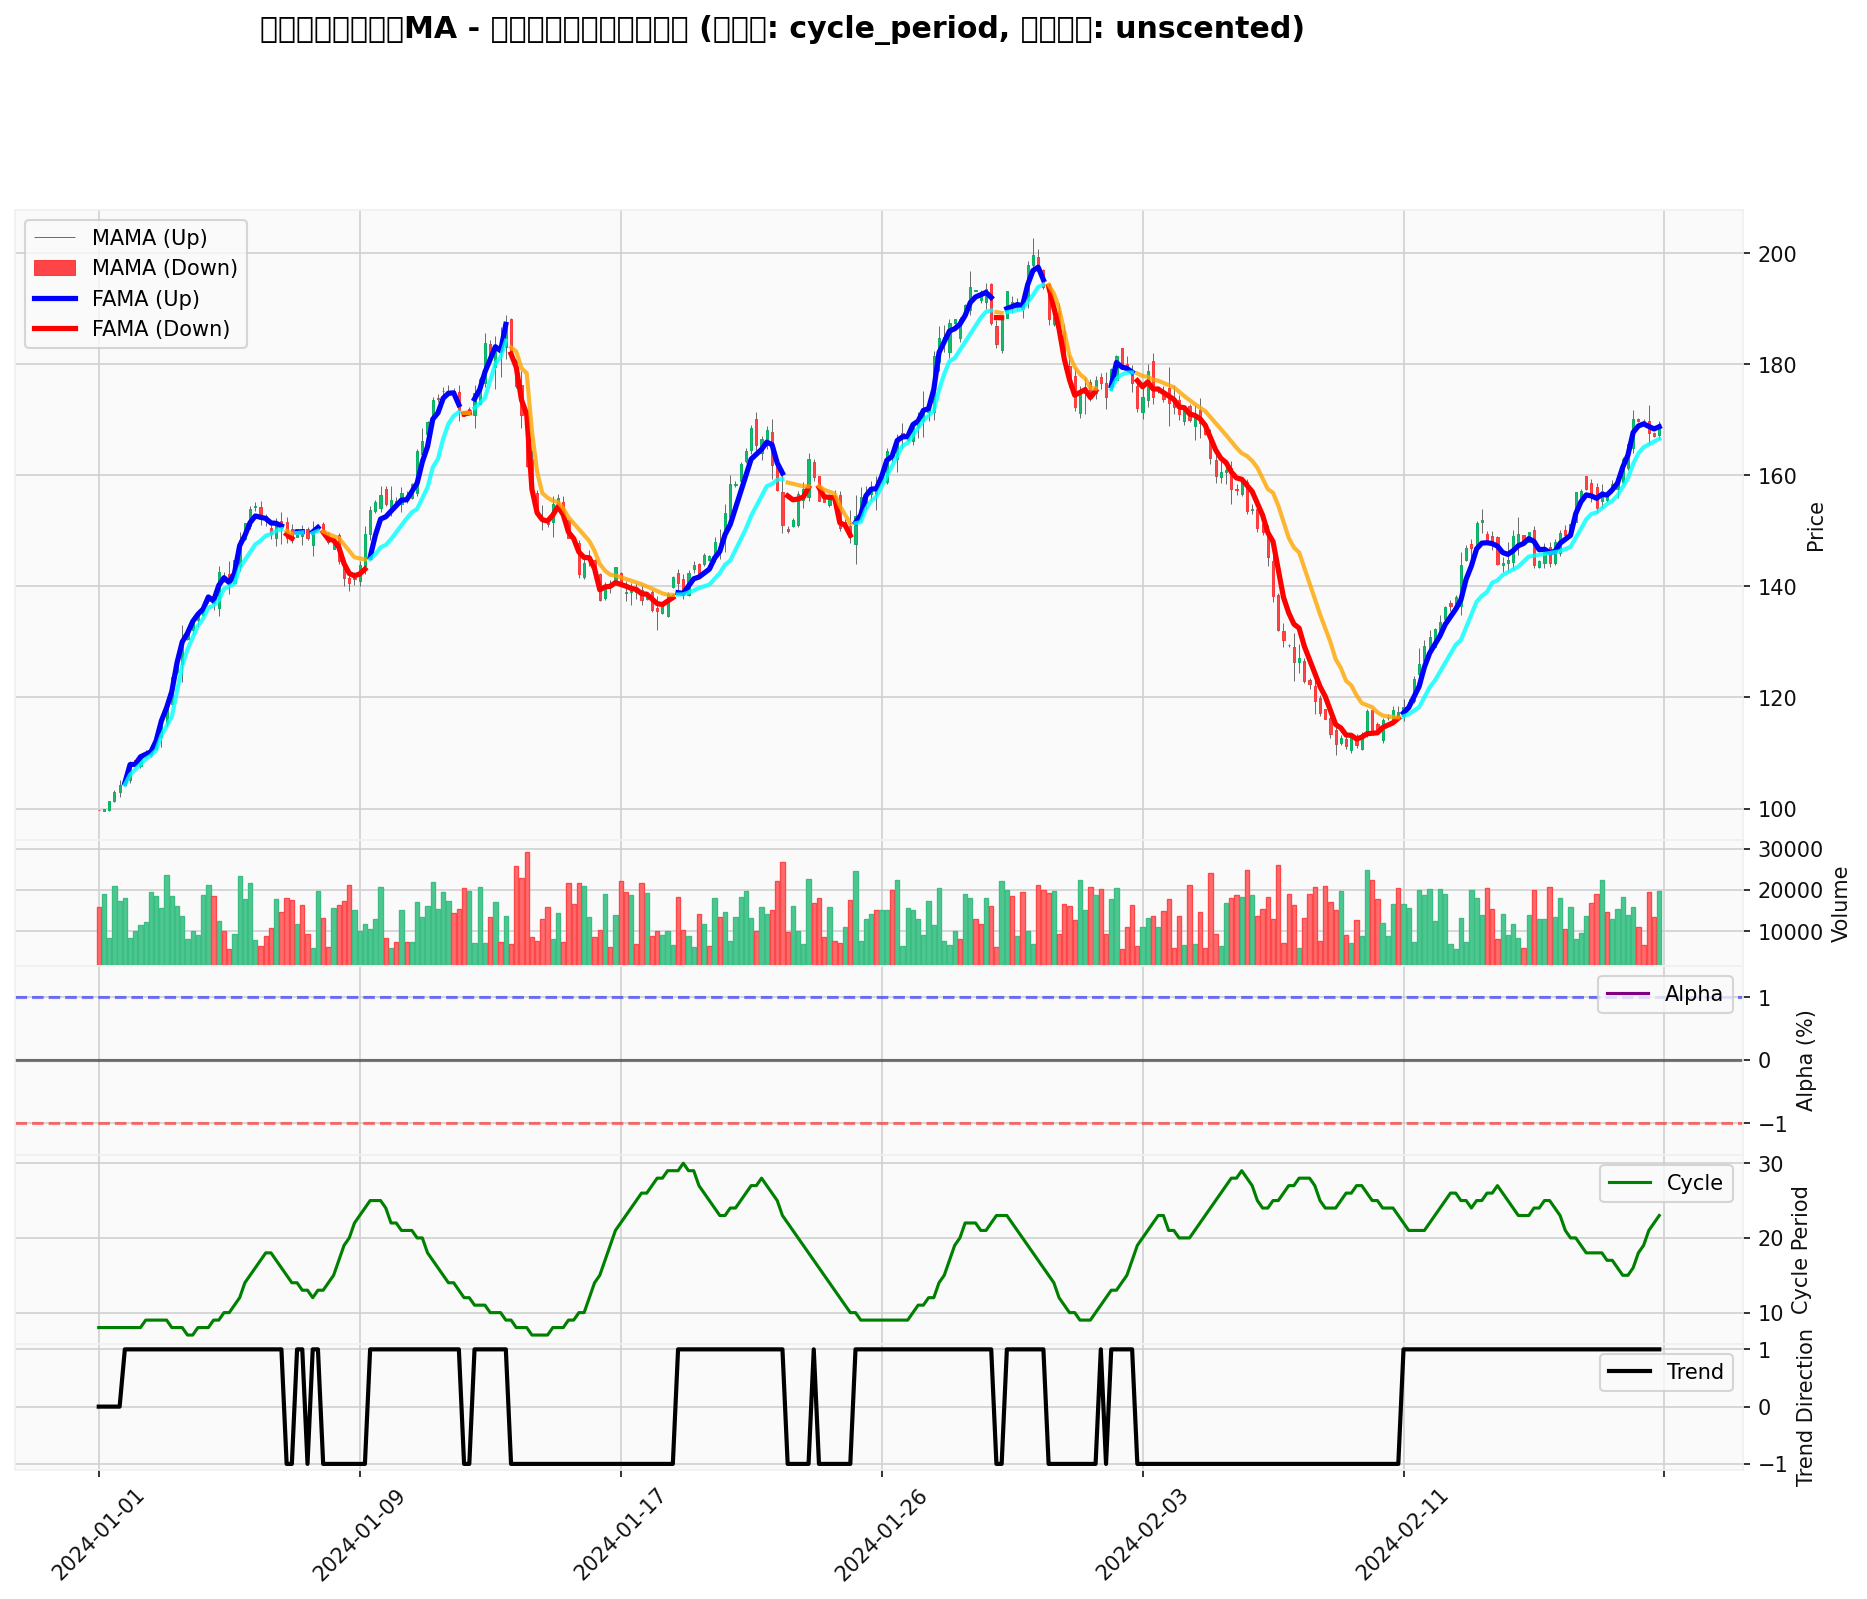 MA - (: cycle_period, : unscented)
MAMA (Up)
MAMA (Down)
FAMA (Up)
FAMA (Down)
200
180
160
140
120
100
Price
30000
20000
10000
Volume
Alpha
1
0
−1
Alpha (%)
Cycle
30
20
10
Cycle Period
Trend
1
0
−1
Trend Direction
2024-01-01
2024-01-09
2024-01-17
2024-01-26
2024-02-03
2024-02-11